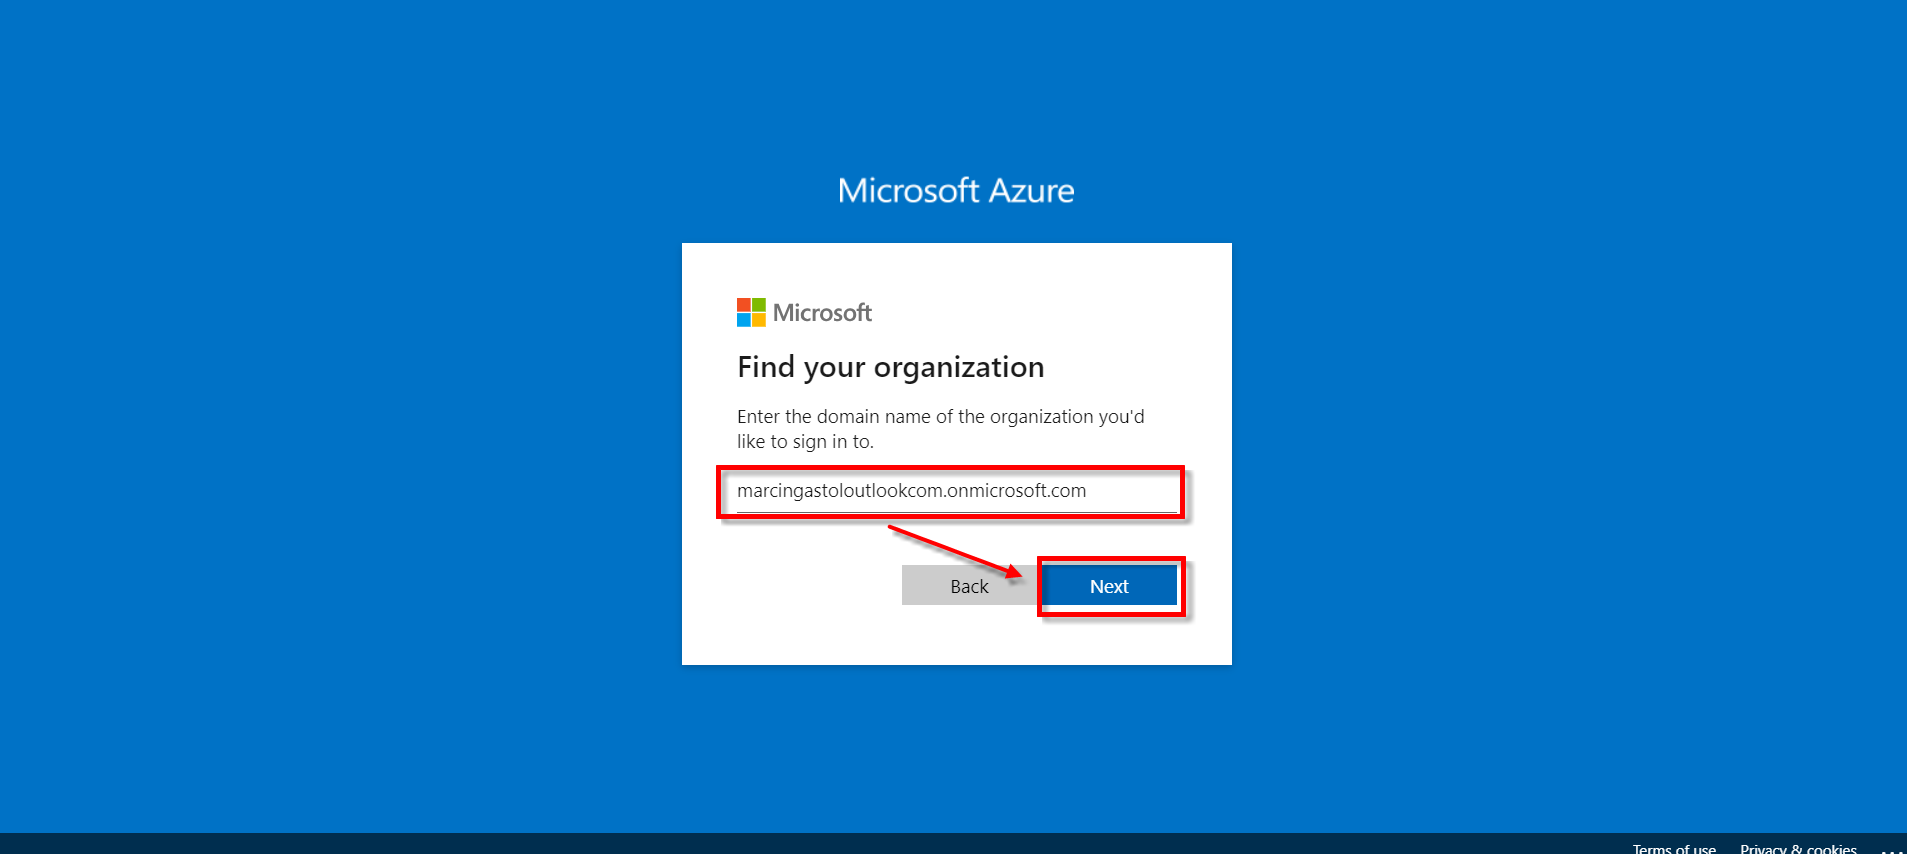 Microsoft Azure
Microsoft
Find your organization
Enter the domain name of the organization you'd
like to sign in to.
marcingastoloutlookcom.onmicrosoft.com
Back
Next
Terms of use
Privacy & cookies
...